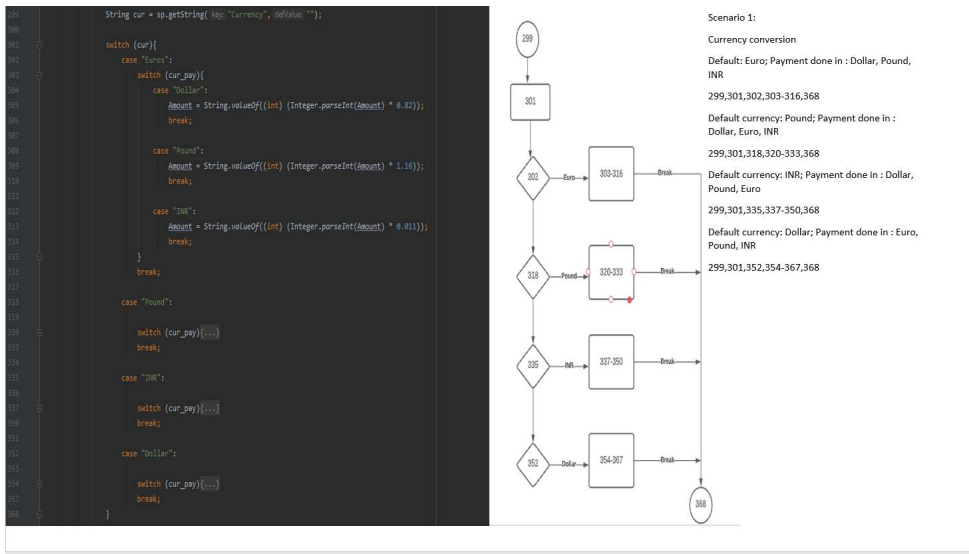 299 String cur = sp.getString( key: "Currency", defValue: "");
300
301 switch (cur){
302 case "Euros":
303 switch (cur_pay){
304 case "Dollar":
305 Amount = String.valueOf((int) (Integer.parseInt(Amount) * 0.82));
306 break;
307
308 case "Pound":
309 Amount = String.valueOf((int) (Integer.parseInt(Amount) * 1.16));
310 break;
311
312 case "INR":
313 Amount = String.valueOf((int) (Integer.parseInt(Amount) * 0.011));
314 break;
315 }
316 break;
317
318 case "Pound":
319
320 switch (cur_pay){...}
333 break;
334
335 case "INR":
336
337 switch (cur_pay){...}
350 break;
351
352 case "Dollar":
353
354 switch (cur_pay){...}
367 break;
368 }
299
301
302
Euro
303-316
Break
318
Pound
320-333
Break
335
INR
337-350
Break
352
Dollar
354-367
Break
368
Scenario 1:
Currency conversion
Default: Euro; Payment done in : Dollar, Pound,
INR
299,301,302,303-316,368
Default currency: Pound; Payment done in :
Dollar, Euro, INR
299,301,318,320-333,368
Default currency: INR; Payment done in : Dollar,
Pound, Euro
299,301,335,337-350,368
Default currency: Dollar; Payment done in : Euro,
Pound, INR
299,301,352,354-367,368